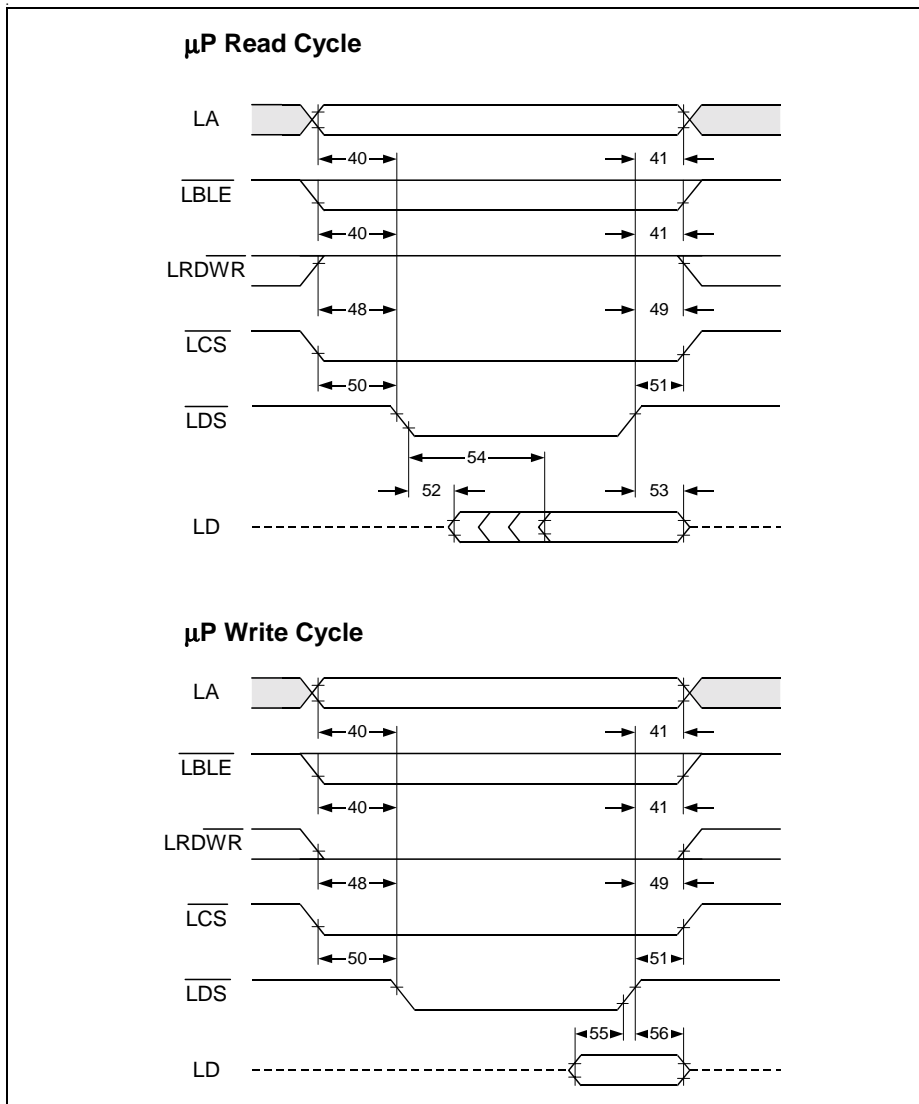 μP Read Cycle
LA
40 41
LBLE
40 41
LRDWR
48 49
LCS
50 51
LDS
54
52 53
LD
μP Write Cycle
LA
40 41
LBLE
40 41
LRDWR
48 49
LCS
50 51
LDS
55 56
LD